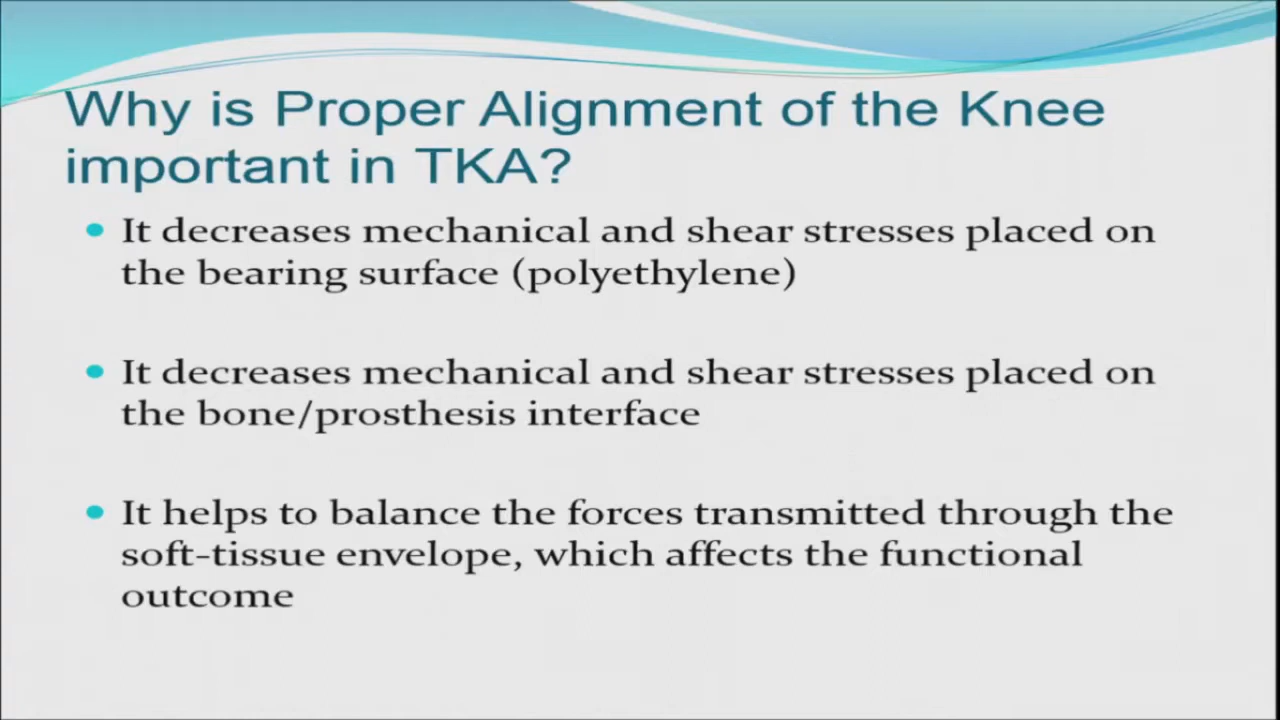 Why is Proper Alignment of the Knee
important in TKA?
• It decreases mechanical and shear stresses placed on
the bearing surface (polyethylene)
• It decreases mechanical and shear stresses placed on
the bone/prosthesis interface
• It helps to balance the forces transmitted through the
soft-tissue envelope, which affects the functional
outcome